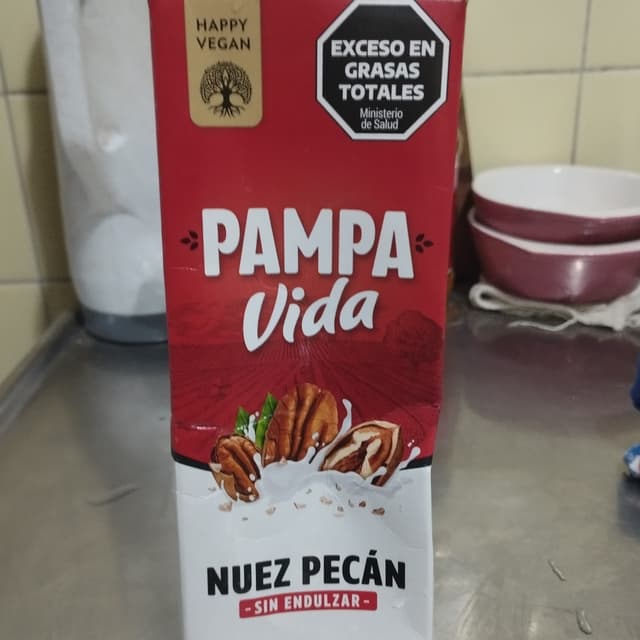 HAPPY
VEGAN
EXCESO EN
GRASAS
TOTALES
Ministerio
de Salud
PAMPA
Vida
NUEZ PECÁN
- SIN ENDULZAR -